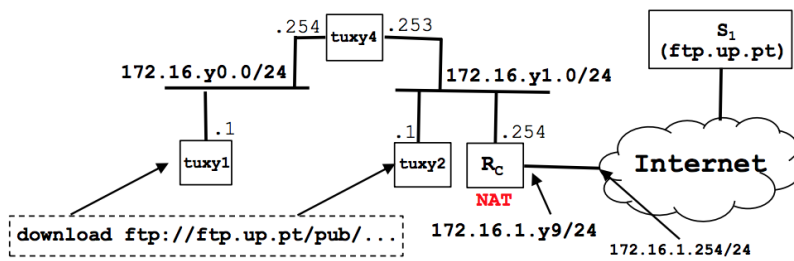 .254
tuxy4
.253
S1
(ftp.up.pt)
172.16.y0.0/24
172.16.y1.0/24
.1
.1
.254
tuxy1
tuxy2
RC
Internet
NAT
download ftp://ftp.up.pt/pub/...
172.16.1.y9/24
172.16.1.254/24